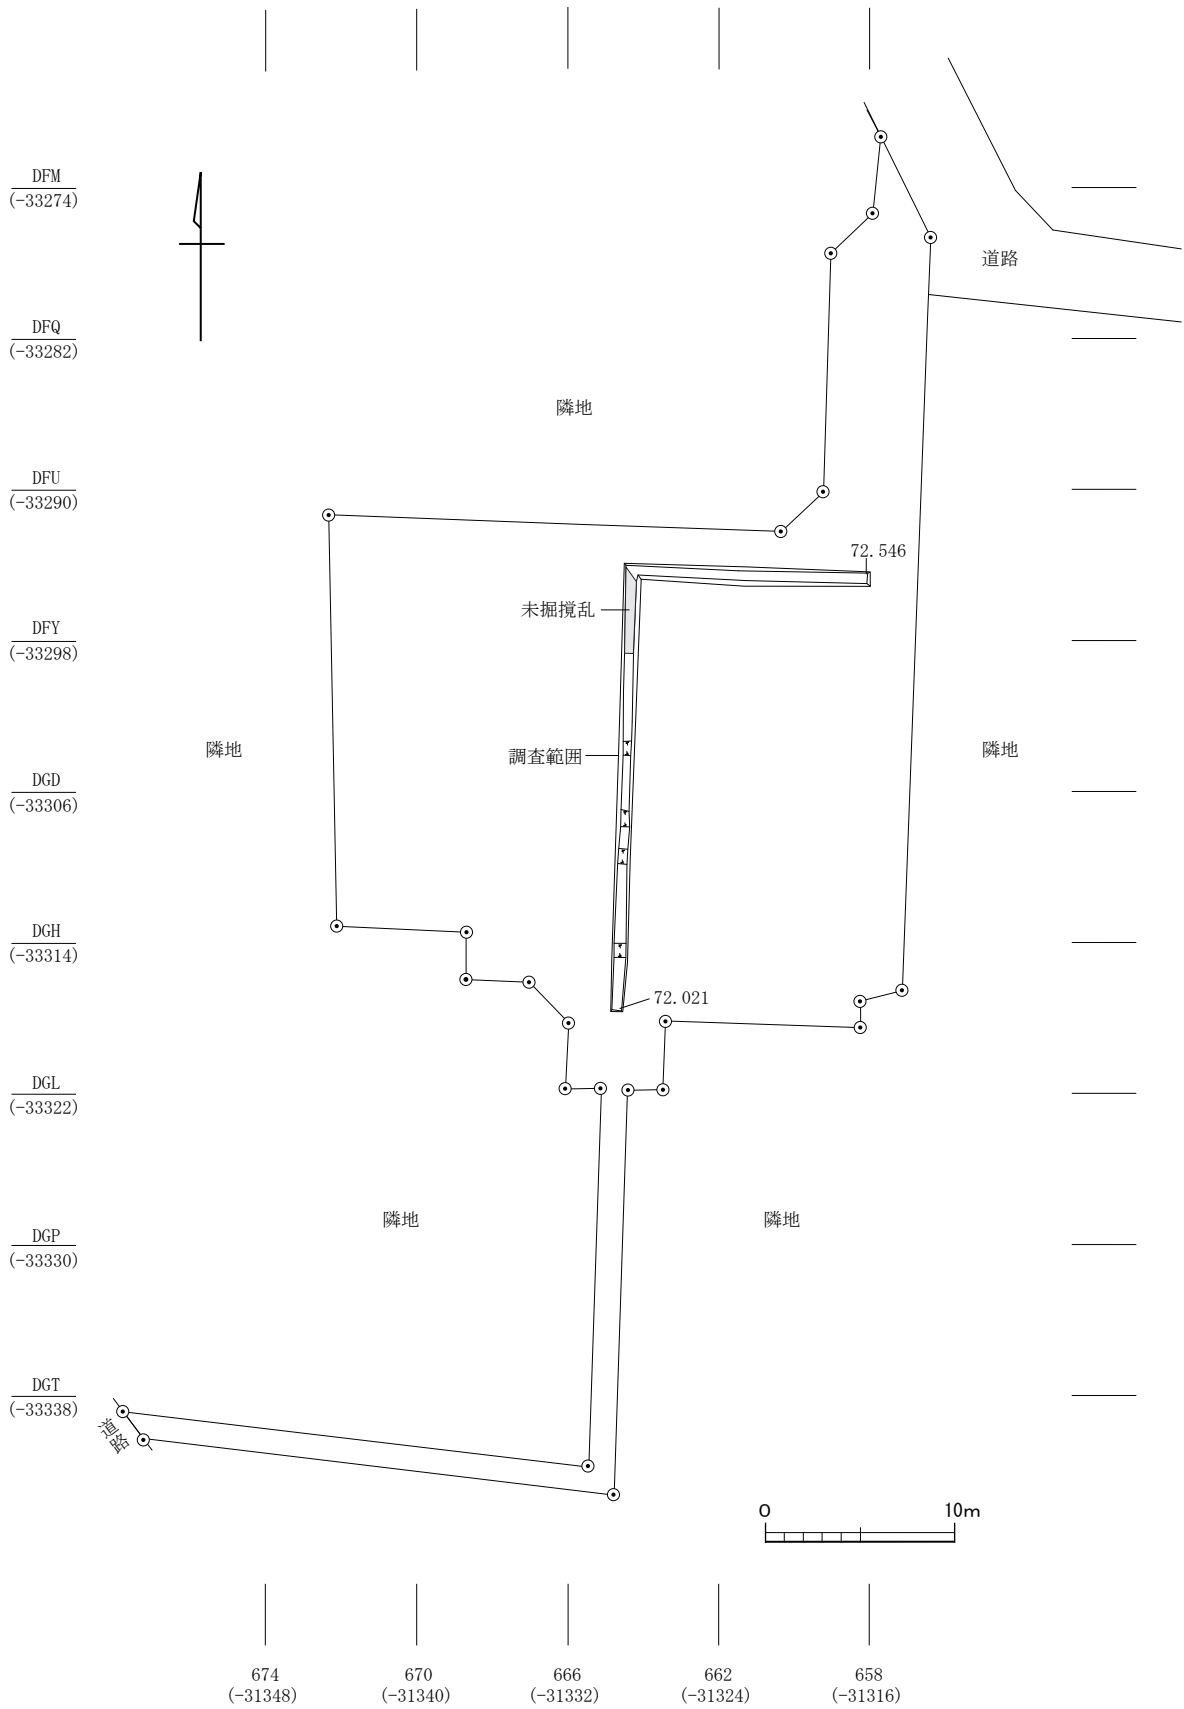 DFM
(-33274)
道路
DFQ
(-33282)
隣地
DFU
(-33290)
72.546
未掘撹乱
DFY
(-33298)
隣地
調査範囲
隣地
DGD
(-33306)
DGH
(-33314)
72.021
DGL
(-33322)
隣地
隣地
DGP
(-33330)
DGT
(-33338)
道路
0 10m
674 670 666 662 658
(-31348) (-31340) (-31332) (-31324) (-31316)